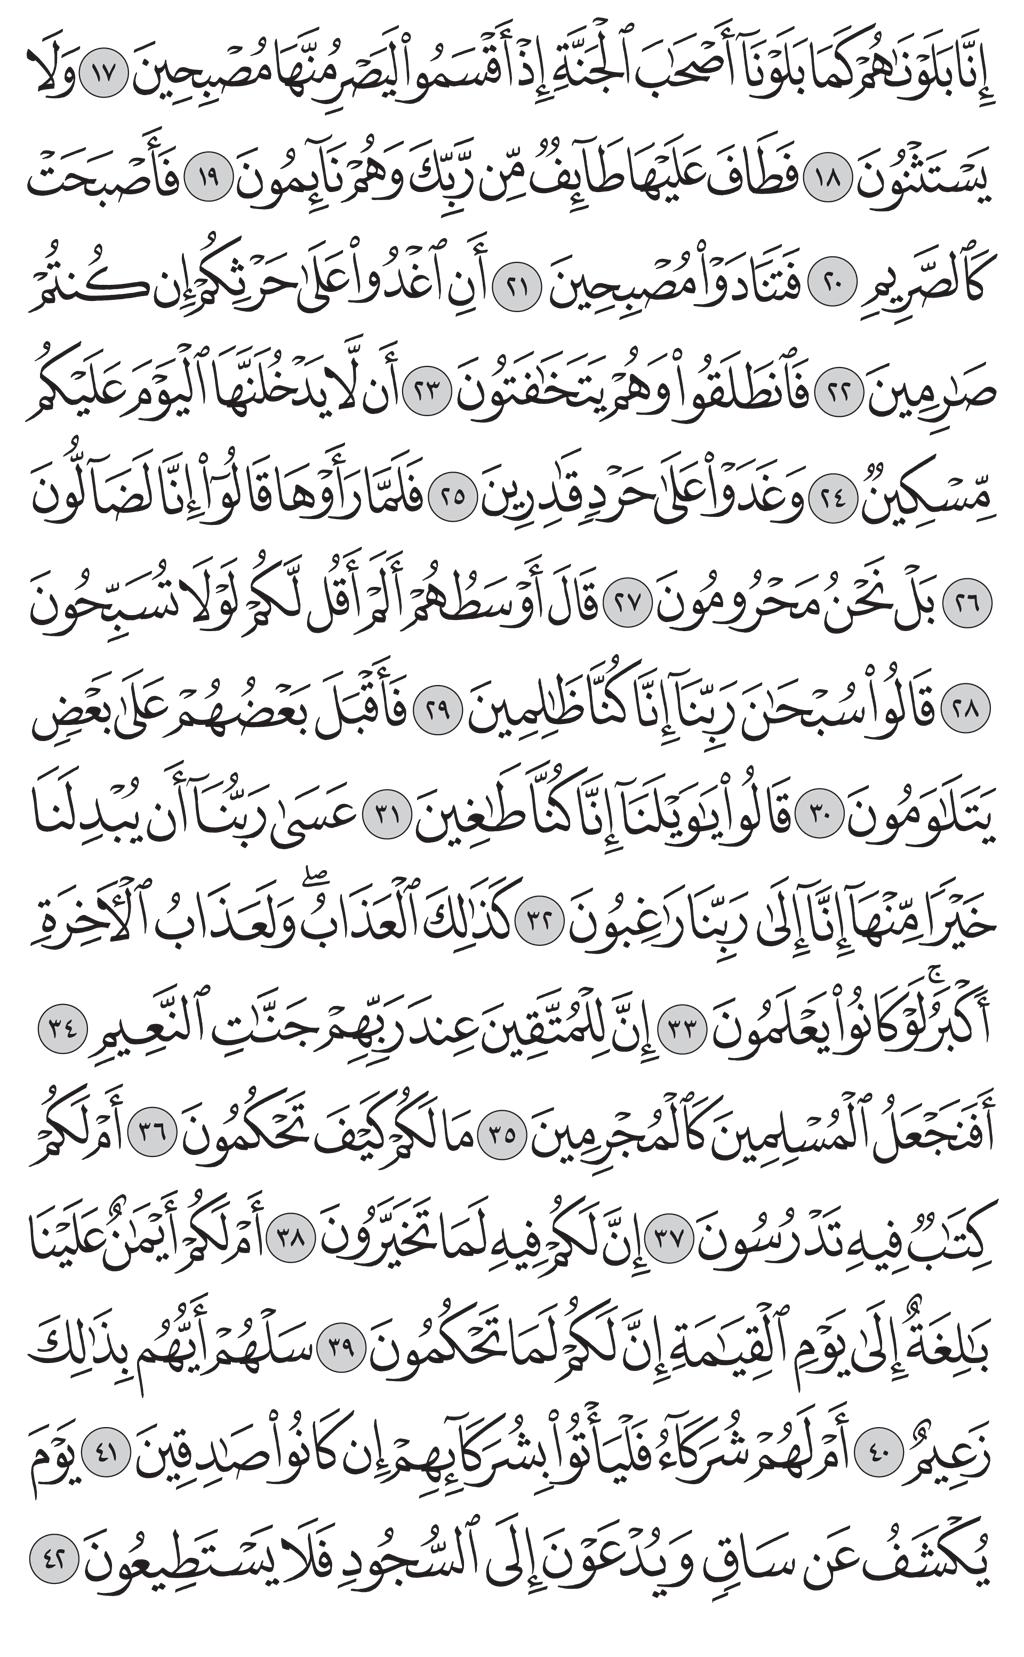 إِنَّا بَلَوْنَٰهُمْ كَمَا بَلَوْنَآ أَصْحَٰبَ ٱلْجَنَّةِ إِذْ أَقْسَمُوا۟ لَيَصْرِمُنَّهَا مُصْبِحِينَ ١٧ وَلَا
يَسْتَثْنُونَ ١٨ فَطَافَ عَلَيْهَا طَآئِفٌ مِّن رَّبِّكَ وَهُمْ نَآئِمُونَ ١٩ فَأَصْبَحَتْ
كَٱلصَّرِيمِ ٢٠ فَتَنَادَوْا۟ مُصْبِحِينَ ٢١ أَنِ ٱغْدُوا۟ عَلَىٰ حَرْثِكُمْ إِن كُنتُمْ
صَٰرِمِينَ ٢٢ فَٱنطَلَقُوا۟ وَهُمْ يَتَخَٰفَتُونَ ٢٣ أَن لَّا يَدْخُلَنَّهَا ٱلْيَوْمَ عَلَيْكُم
مِّسْكِينٌ ٢٤ وَغَدَوْا۟ عَلَىٰ حَرْدٍ قَٰدِرِينَ ٢٥ فَلَمَّا رَأَوْهَا قَالُوٓا۟ إِنَّا لَضَآلُّونَ
٢٦ بَلْ نَحْنُ مَحْرُومُونَ ٢٧ قَالَ أَوْسَطُهُمْ أَلَمْ أَقُل لَّكُمْ لَوْلَا تُسَبِّحُونَ
٢٨ قَالُوا۟ سُبْحَٰنَ رَبِّنَآ إِنَّا كُنَّا ظَٰلِمِينَ ٢٩ فَأَقْبَلَ بَعْضُهُمْ عَلَىٰ بَعْضٍ
يَتَلَٰوَمُونَ ٣٠ قَالُوا۟ يَٰوَيْلَنَآ إِنَّا كُنَّا طَٰغِينَ ٣١ عَسَىٰ رَبُّنَآ أَن يُبْدِلَنَا
خَيْرًا مِّنْهَآ إِنَّآ إِلَىٰ رَبِّنَا رَٰغِبُونَ ٣٢ كَذَٰلِكَ ٱلْعَذَابُ ۖ وَلَعَذَابُ ٱلْءَاخِرَةِ
أَكْبَرُ ۚ لَوْ كَانُوا۟ يَعْلَمُونَ ٣٣ إِنَّ لِلْمُتَّقِينَ عِندَ رَبِّهِمْ جَنَّٰتِ ٱلنَّعِيمِ ٣٤
أَفَنَجْعَلُ ٱلْمُسْلِمِينَ كَٱلْمُجْرِمِينَ ٣٥ مَا لَكُمْ كَيْفَ تَحْكُمُونَ ٣٦ أَمْ لَكُمْ
كِتَٰبٌ فِيهِ تَدْرُسُونَ ٣٧ إِنَّ لَكُمْ فِيهِ لَمَا تَخَيَّرُونَ ٣٨ أَمْ لَكُمْ أَيْمَٰنٌ عَلَيْنَا
بَٰلِغَةٌ إِلَىٰ يَوْمِ ٱلْقِيَٰمَةِ إِنَّ لَكُمْ لَمَا تَحْكُمُونَ ٣٩ سَلْهُمْ أَيُّهُم بِذَٰلِكَ
زَعِيمٌ ٤٠ أَمْ لَهُمْ شُرَكَآءُ فَلْيَأْتُوا۟ بِشُرَكَآئِهِمْ إِن كَانُوا۟ صَٰدِقِينَ ٤١ يَوْمَ
يُكْشَفُ عَن سَاقٍ وَيُدْعَوْنَ إِلَى ٱلسُّجُودِ فَلَا يَسْتَطِيعُونَ ٤٢